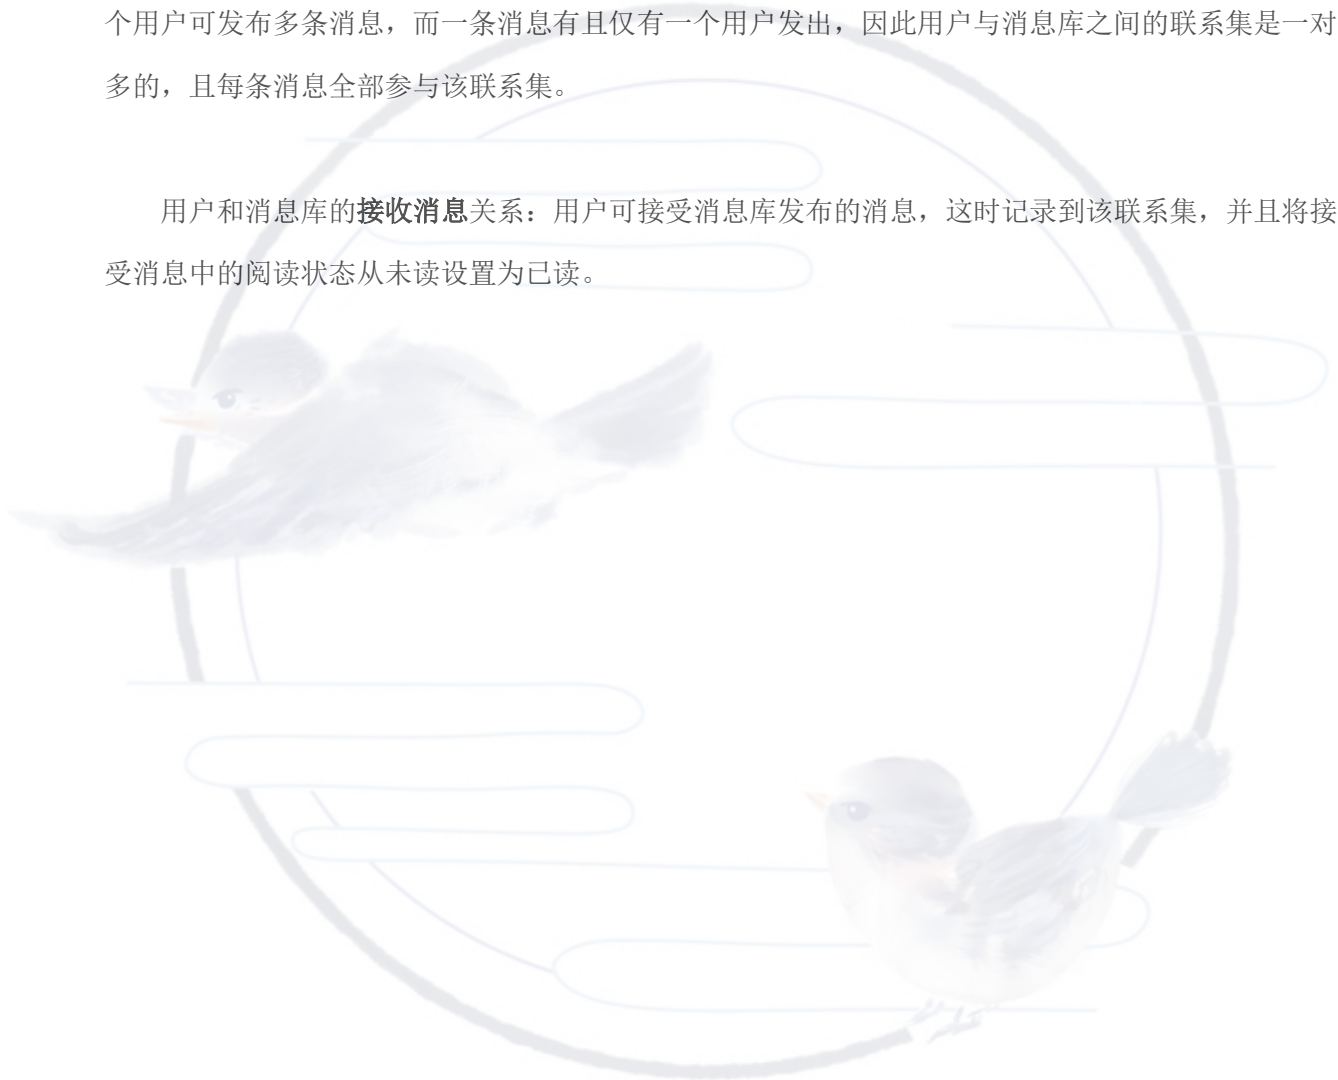 个用户可发布多条消息，而一条消息有且仅有一个用户发出，因此用户与消息库之间的联系集是一对
多的，且每条消息全部参与该联系集。
用户和消息库的接收消息关系：用户可接受消息库发布的消息，这时记录到该联系集，并且将接
受消息中的阅读状态从未读设置为已读。